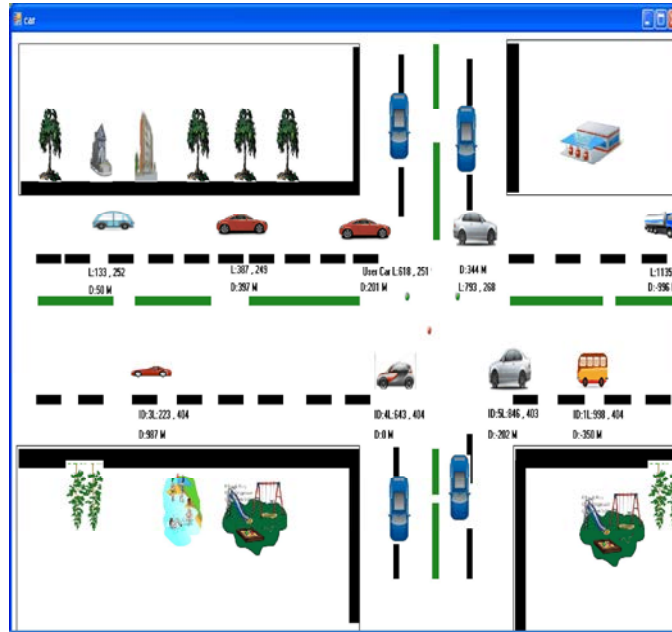 car
L:133 , 252
D:50 M
L:387 , 249
D:397 M
User Car L:618 , 251
D:201 M
D:344 M
L:793 , 268
L:1135
D:-996
ID:3L:223 , 404
D:987 M
ID:4L:643 , 404
D:0 M
ID:5L:846 , 403
D:-202 M
ID:1L:998 , 404
D:-350 M